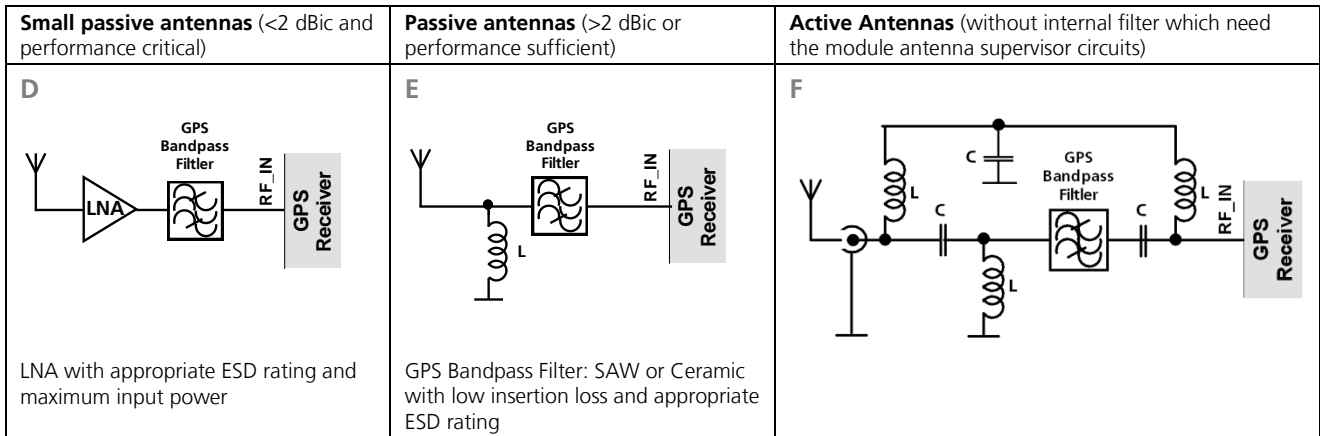 Small passive antennas (<2 dBic and
performance critical)
Passive antennas (>2 dBic or
performance sufficient)
Active Antennas (without internal filter which need
the module antenna supervisor circuits)
D
GPS
Bandpass
Filtler
LNA
RF_IN
GPS
Receiver
LNA with appropriate ESD rating and
maximum input power
E
GPS
Bandpass
Filtler
L
RF_IN
GPS
Receiver
GPS Bandpass Filter: SAW or Ceramic
with low insertion loss and appropriate
ESD rating
F
C
GPS
Bandpass
Filtler
L
C
C
L
L
RF_IN
GPS
Receiver